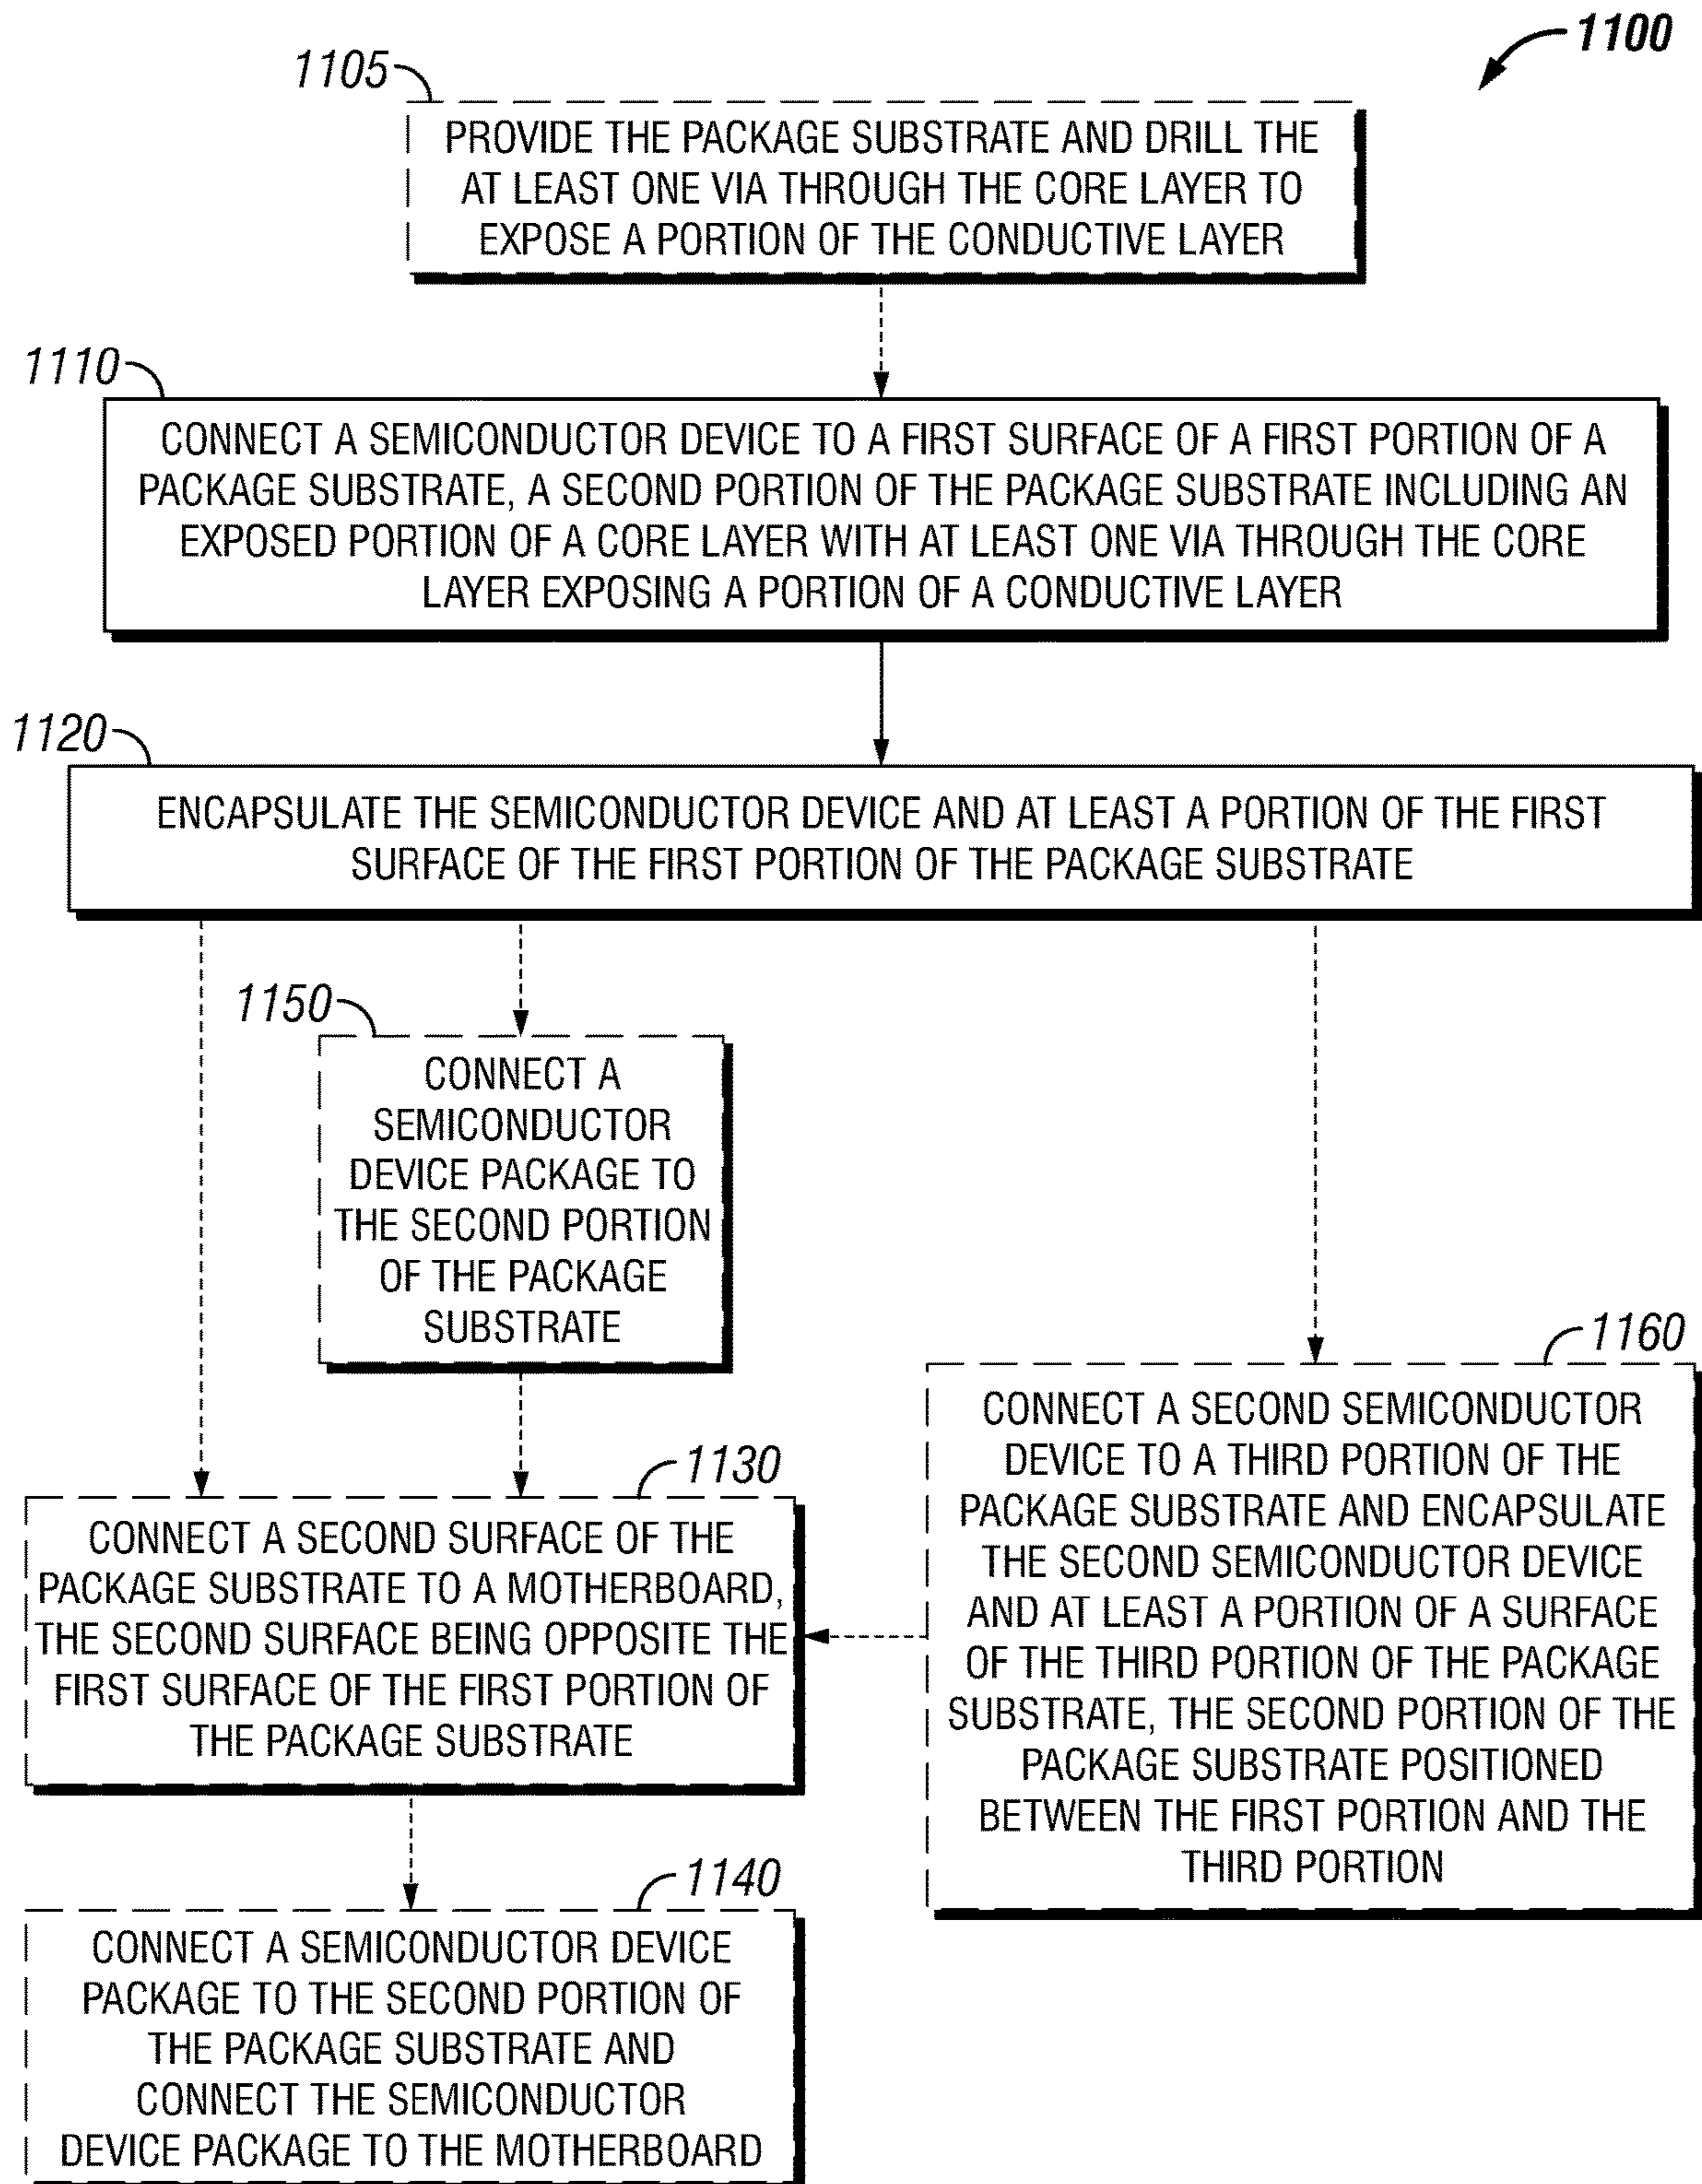 1100
1105
PROVIDE THE PACKAGE SUBSTRATE AND DRILL THE
AT LEAST ONE VIA THROUGH THE CORE LAYER TO
EXPOSE A PORTION OF THE CONDUCTIVE LAYER
1110
CONNECT A SEMICONDUCTOR DEVICE TO A FIRST SURFACE OF A FIRST PORTION OF A
PACKAGE SUBSTRATE, A SECOND PORTION OF THE PACKAGE SUBSTRATE INCLUDING AN
EXPOSED PORTION OF A CORE LAYER WITH AT LEAST ONE VIA THROUGH THE CORE
LAYER EXPOSING A PORTION OF A CONDUCTIVE LAYER
1120
ENCAPSULATE THE SEMICONDUCTOR DEVICE AND AT LEAST A PORTION OF THE FIRST
SURFACE OF THE FIRST PORTION OF THE PACKAGE SUBSTRATE
1150
CONNECT A
SEMICONDUCTOR
DEVICE PACKAGE TO
THE SECOND PORTION
OF THE PACKAGE
SUBSTRATE
1160
CONNECT A SECOND SEMICONDUCTOR
DEVICE TO A THIRD PORTION OF THE
PACKAGE SUBSTRATE AND ENCAPSULATE
THE SECOND SEMICONDUCTOR DEVICE
AND AT LEAST A PORTION OF A SURFACE
OF THE THIRD PORTION OF THE PACKAGE
SUBSTRATE, THE SECOND PORTION OF THE
PACKAGE SUBSTRATE POSITIONED
BETWEEN THE FIRST PORTION AND THE
THIRD PORTION
1130
CONNECT A SECOND SURFACE OF THE
PACKAGE SUBSTRATE TO A MOTHERBOARD,
THE SECOND SURFACE BEING OPPOSITE THE
FIRST SURFACE OF THE FIRST PORTION OF
THE PACKAGE SUBSTRATE
1140
CONNECT A SEMICONDUCTOR DEVICE
PACKAGE TO THE SECOND PORTION OF
THE PACKAGE SUBSTRATE AND
CONNECT THE SEMICONDUCTOR
DEVICE PACKAGE TO THE MOTHERBOARD